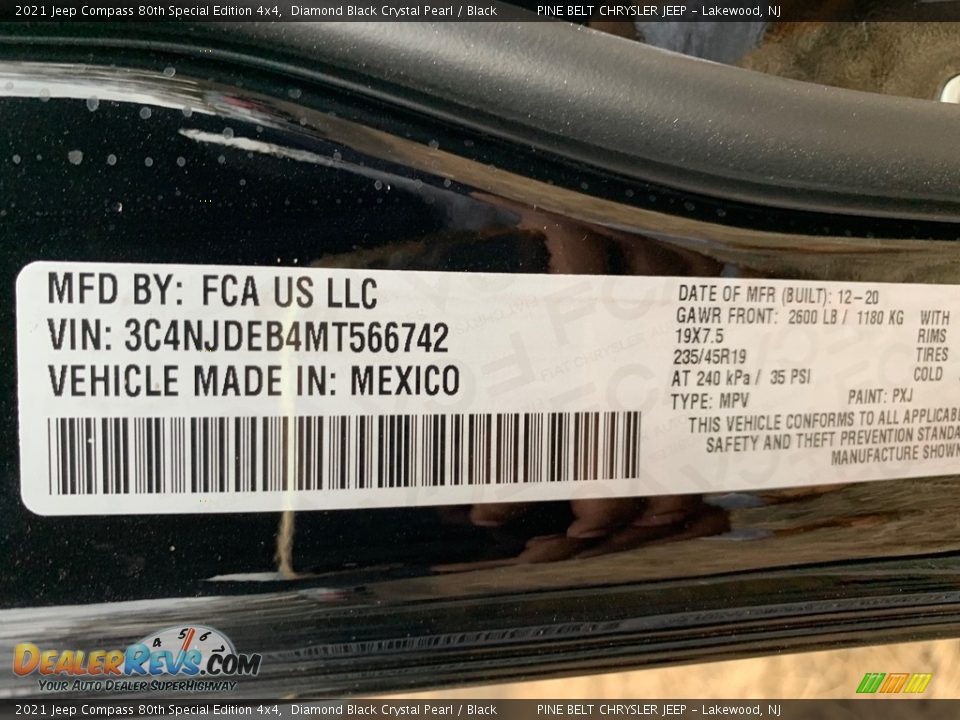 2021 Jeep Compass 80th Special Edition 4x4, Diamond Black Crystal Pearl / Black PINE BELT CHRYSLER JEEP - Lakewood, NJ
MFD BY: FCA US LLC
VIN: 3C4NJDEB4MT566742
VEHICLE MADE IN: MEXICO
DATE OF MFR (BUILT): 12-20
GAWR FRONT: 2600 LB / 1180 KG WITH
19X7.5 RIMS
235/45R19 TIRES
AT 240 kPa / 35 PSI COLD
TYPE: MPV PAINT: PXJ
THIS VEHICLE CONFORMS TO ALL
SAFETY AND THEFT PREVENTION
MANUFACTURE SHOWN
4 5 6
DEALERREVS.COM
YOUR AUTO DEALER SUPERHIGHWAY
2021 Jeep Compass 80th Special Edition 4x4, Diamond Black Crystal Pearl / Black PINE BELT CHRYSLER JEEP - Lakewood, NJ